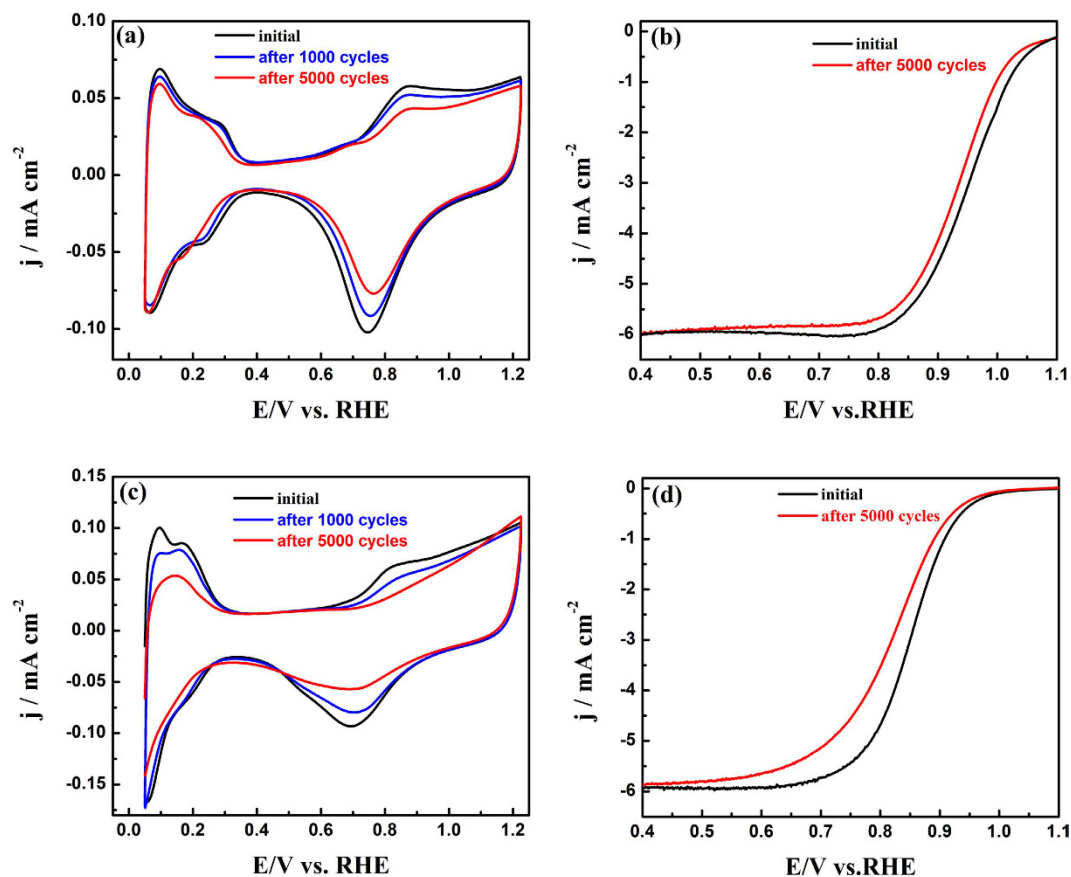 (a)
initial
after 1000 cycles
after 5000 cycles
0.10
0.05
0.00
-0.05
-0.10
j / mA cm-2
0.0 0.2 0.4 0.6 0.8 1.0 1.2
E/V vs. RHE
(b)
initial
after 5000 cycles
0
-1
-2
-3
-4
-5
-6
j / mA cm-2
0.4 0.5 0.6 0.7 0.8 0.9 1.0 1.1
E/V vs.RHE
(c)
initial
after 1000 cycles
after 5000 cycles
0.15
0.10
0.05
0.00
-0.05
-0.10
-0.15
j / mA cm-2
0.0 0.2 0.4 0.6 0.8 1.0 1.2
E/V vs. RHE
(d)
initial
after 5000 cycles
0
-1
-2
-3
-4
-5
-6
j / mA cm-2
0.4 0.5 0.6 0.7 0.8 0.9 1.0 1.1
E/V vs.RHE